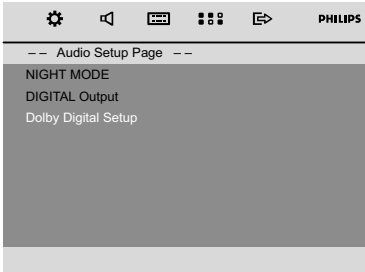 PHILIPS
– – Audio Setup Page – –
NIGHT MODE
DIGITAL Output
Dolby Digital Setup